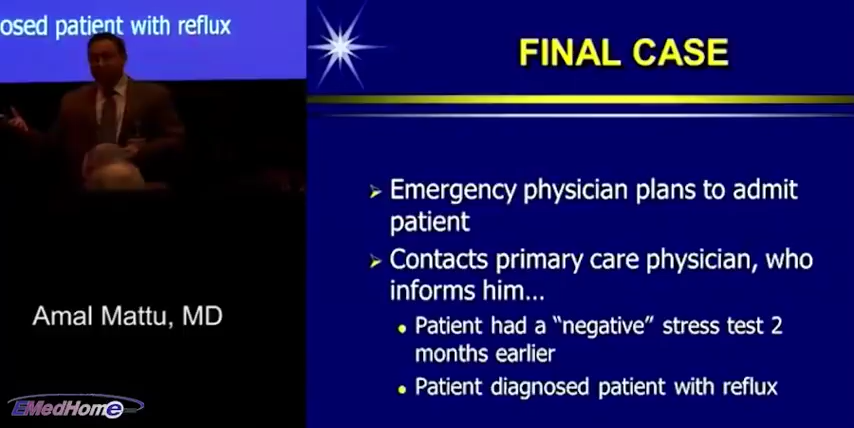 osed patient with reflux
Amal Mattu, MD
EMedHome
FINAL CASE
Emergency physician plans to admit
patient
Contacts primary care physician, who
informs him...
Patient had a “negative” stress test 2
months earlier
Patient diagnosed patient with reflux